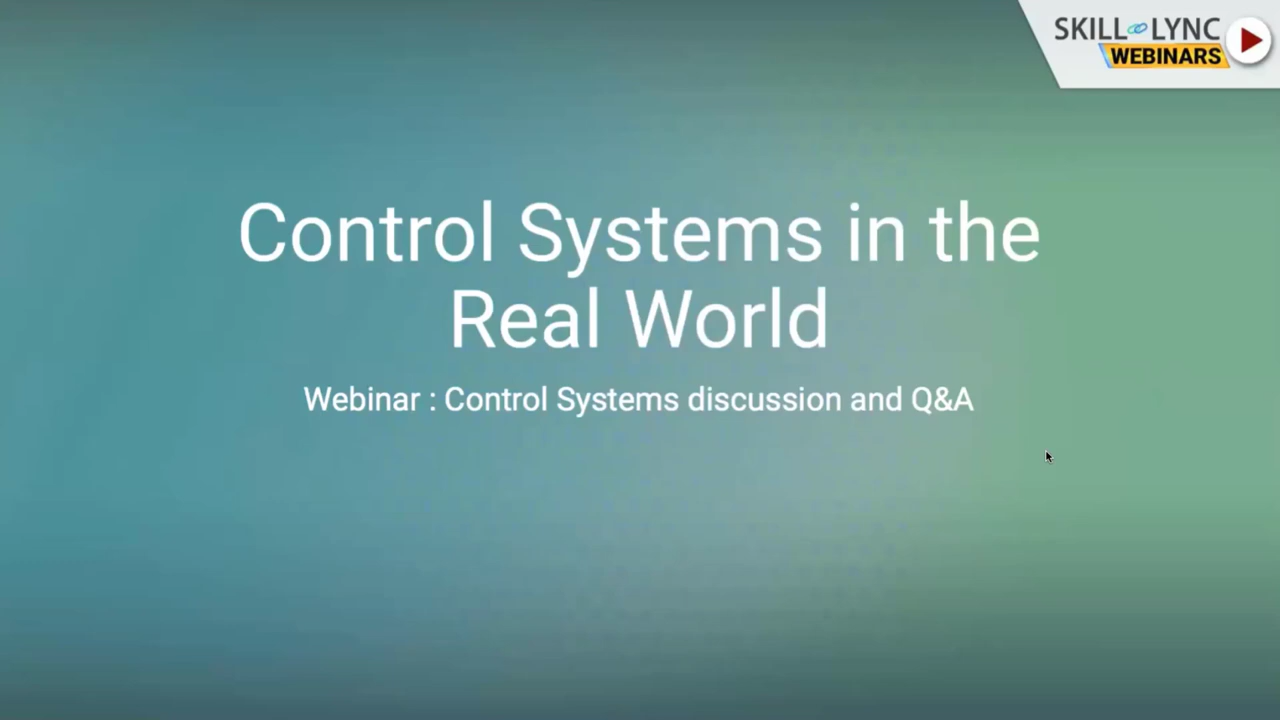 SKILL LYNC
WEBINARS
Control Systems in the
Real World
Webinar : Control Systems discussion and Q&A